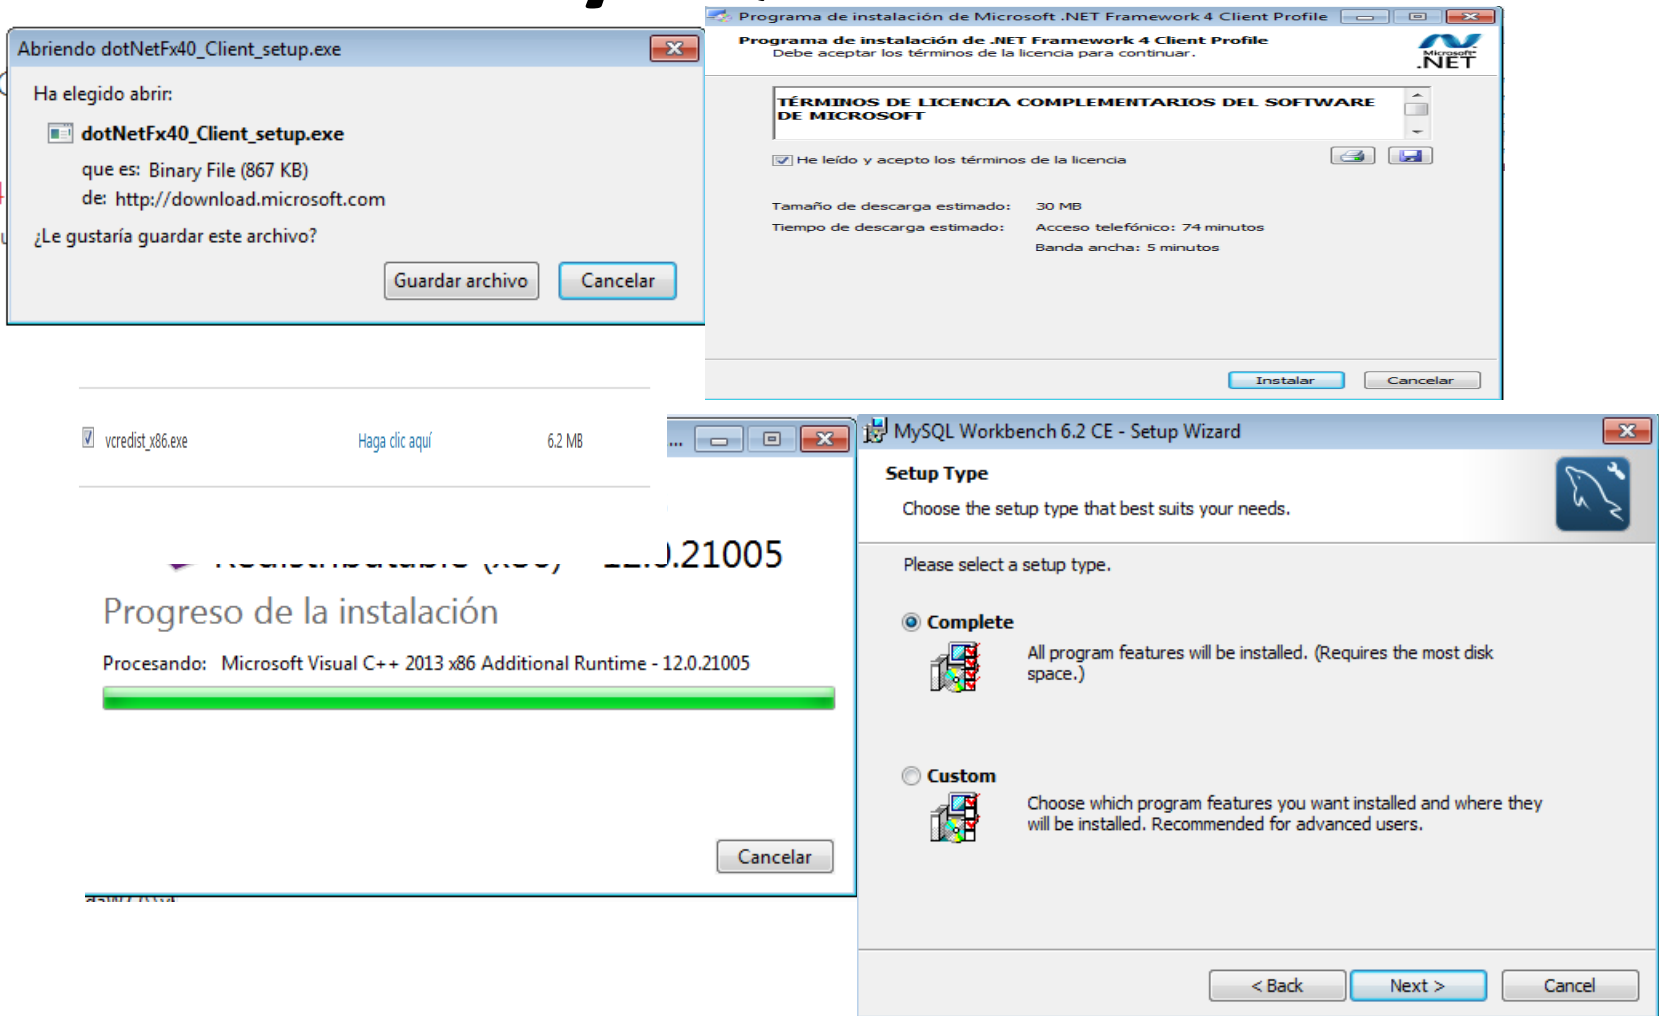 Abriendo dotNetFx40_Client_setup.exe
Ha elegido abrir:
dotNetFx40_Client_setup.exe
que es: Binary File (867 KB)
de: http://download.microsoft.com
¿Le gustaría guardar este archivo?
Guardar archivo
Cancelar
Programa de instalación de Microsoft .NET Framework 4 Client Profile
Programa de instalación de .NET Framework 4 Client Profile
Debe aceptar los términos de la licencia para continuar.
Microsoft
.NET
TÉRMINOS DE LICENCIA COMPLEMENTARIOS DEL SOFTWARE
DE MICROSOFT
He leído y acepto los términos de la licencia
Tamaño de descarga estimado: 30 MB
Tiempo de descarga estimado: Acceso telefónico: 74 minutos
Banda ancha: 5 minutos
Instalar
Cancelar
vcredist_x86.exe Haga clic aquí 6.2 MB
...
Redistributable (x86) - 12.0.21005
Progreso de la instalación
Procesando: Microsoft Visual C++ 2013 x86 Additional Runtime - 12.0.21005
Cancelar
MySQL Workbench 6.2 CE - Setup Wizard
Setup Type
Choose the setup type that best suits your needs.
Please select a setup type.
Complete
All program features will be installed. (Requires the most disk
space.)
Custom
Choose which program features you want installed and where they
will be installed. Recommended for advanced users.
< Back
Next >
Cancel